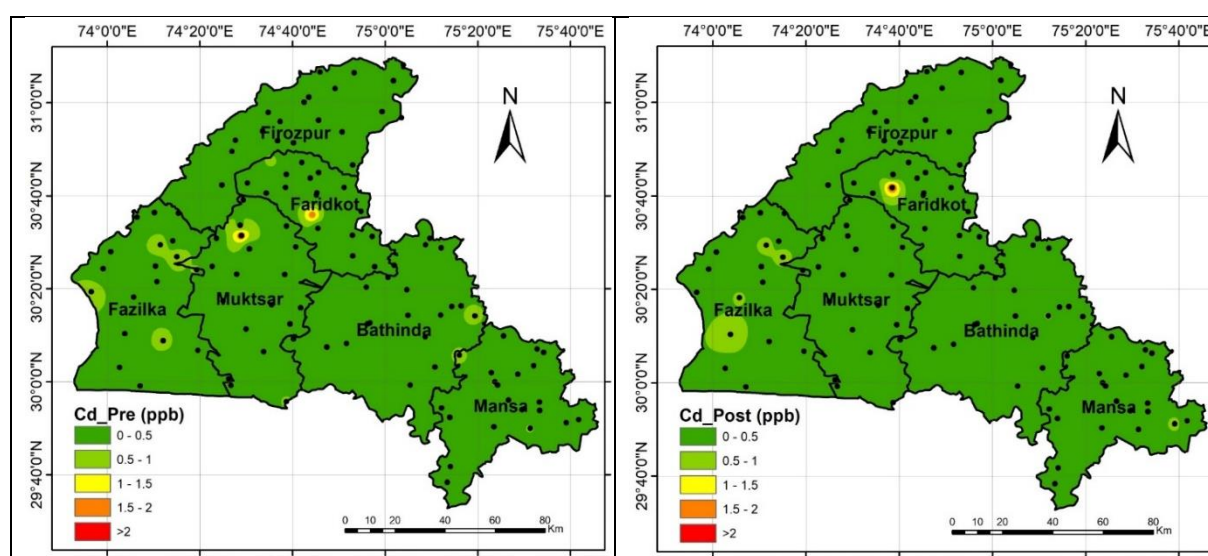 74°0'0"E 74°20'0"E 74°40'0"E 75°0'0"E 75°20'0"E 75°40'0"E
N
31°0'0"N
30°40'0"N
30°20'0"N
30°0'0"N
29°40'0"N
Firozpur
Faridkot
Fazilka
Muktsar
Bathinda
Mansa
Cd_Pre (ppb)
0 - 0.5
0.5 - 1
1 - 1.5
1.5 - 2
>2
0 10 20 40 60 80
Km
74°0'0"E 74°20'0"E 74°40'0"E 75°0'0"E 75°20'0"E 75°40'0"E
N
31°0'0"N
30°40'0"N
30°20'0"N
30°0'0"N
29°40'0"N
Firozpur
Faridkot
Fazilka
Muktsar
Bathinda
Mansa
Cd_Post (ppb)
0 - 0.5
0.5 - 1
1 - 1.5
1.5 - 2
>2
0 10 20 40 60 80
Km